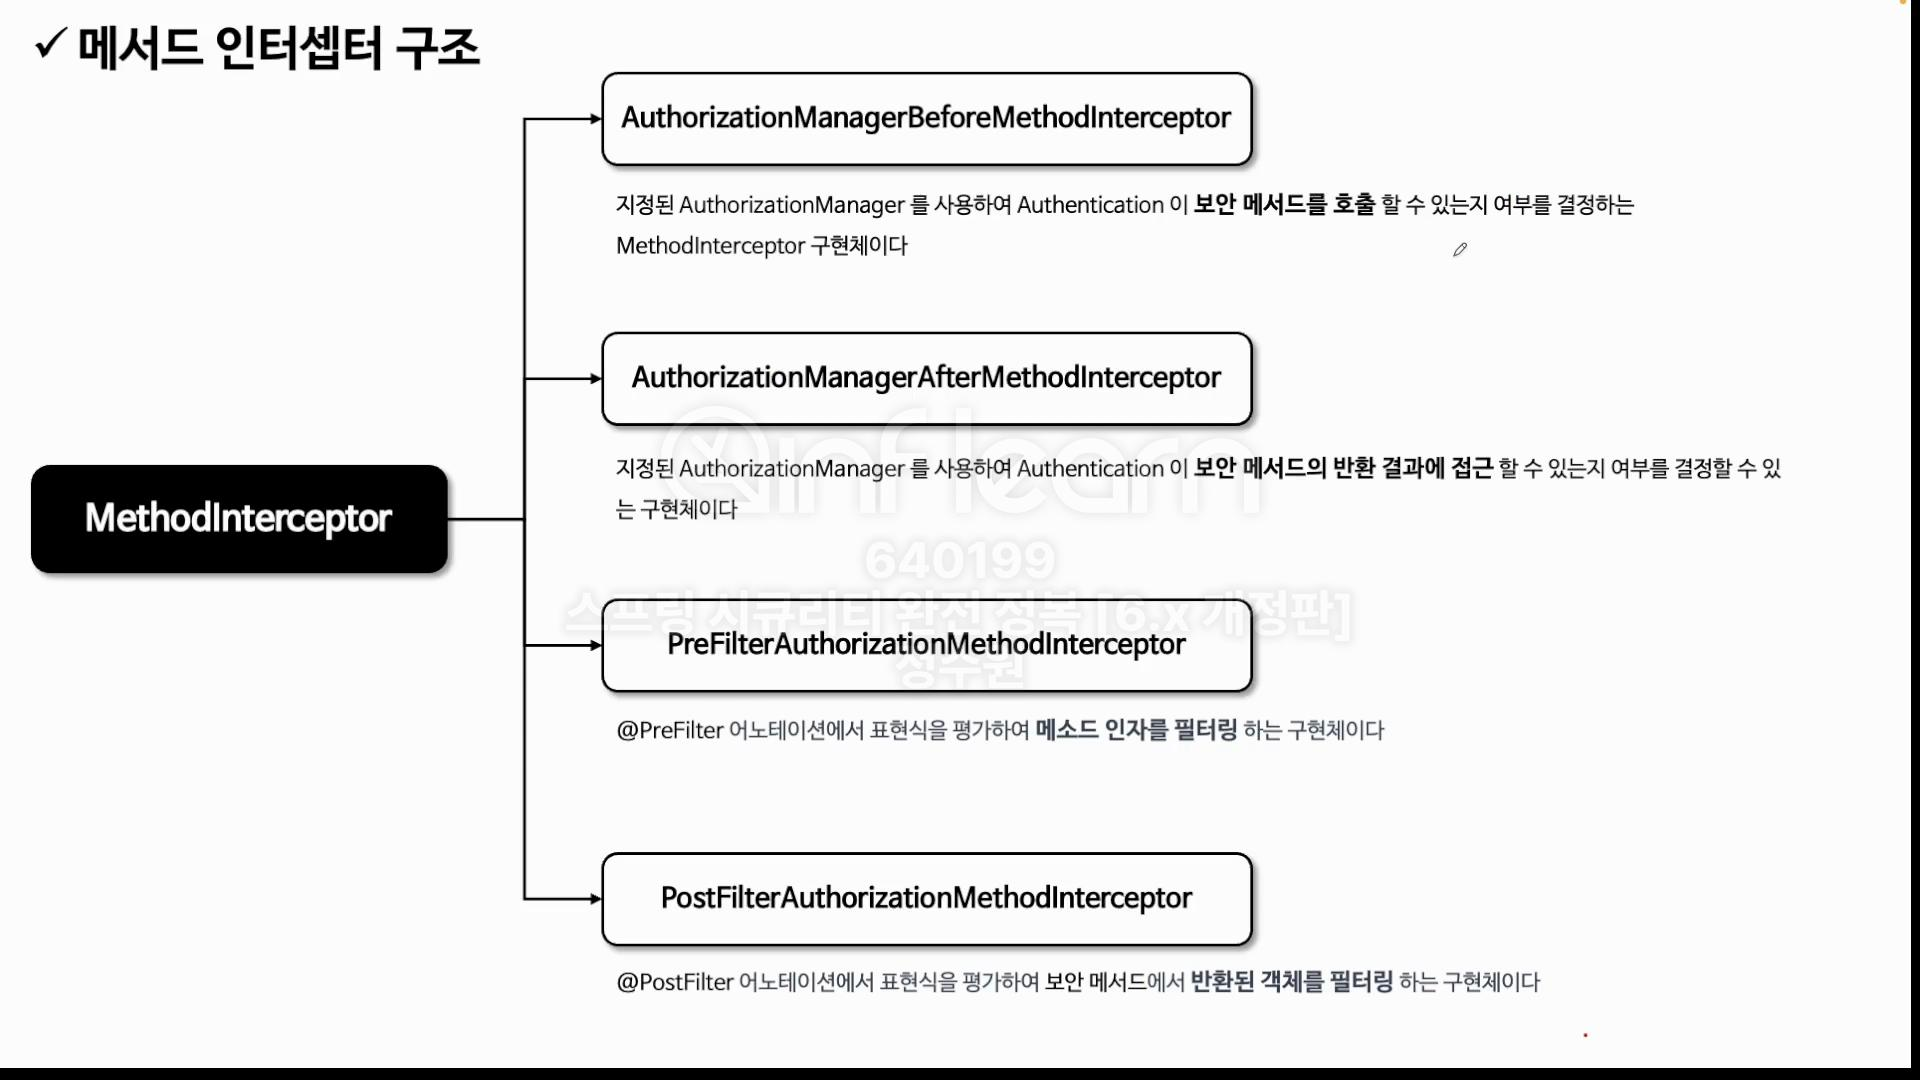 ✓ 메서드 인터셉터 구조
AuthorizationManagerBeforeMethodInterceptor
지정된 AuthorizationManager 를 사용하여 Authentication 이 보안 메서드를 호출 할 수 있는지 여부를 결정하는
MethodInterceptor 구현체이다
AuthorizationManagerAfterMethodInterceptor
지정된 AuthorizationManager 를 사용하여 Authentication 이 보안 메서드의 반환 결과에 접근 할 수 있는지 여부를 결정할 수 있
는 구현체이다
MethodInterceptor
inflearn
640199
스프링 시큐리티 완전 정복 [6.x 개정판]
정수원
PreFilterAuthorizationMethodInterceptor
@PreFilter 어노테이션에서 표현식을 평가하여 메소드 인자를 필터링 하는 구현체이다
PostFilterAuthorizationMethodInterceptor
@PostFilter 어노테이션에서 표현식을 평가하여 보안 메서드에서 반환된 객체를 필터링 하는 구현체이다